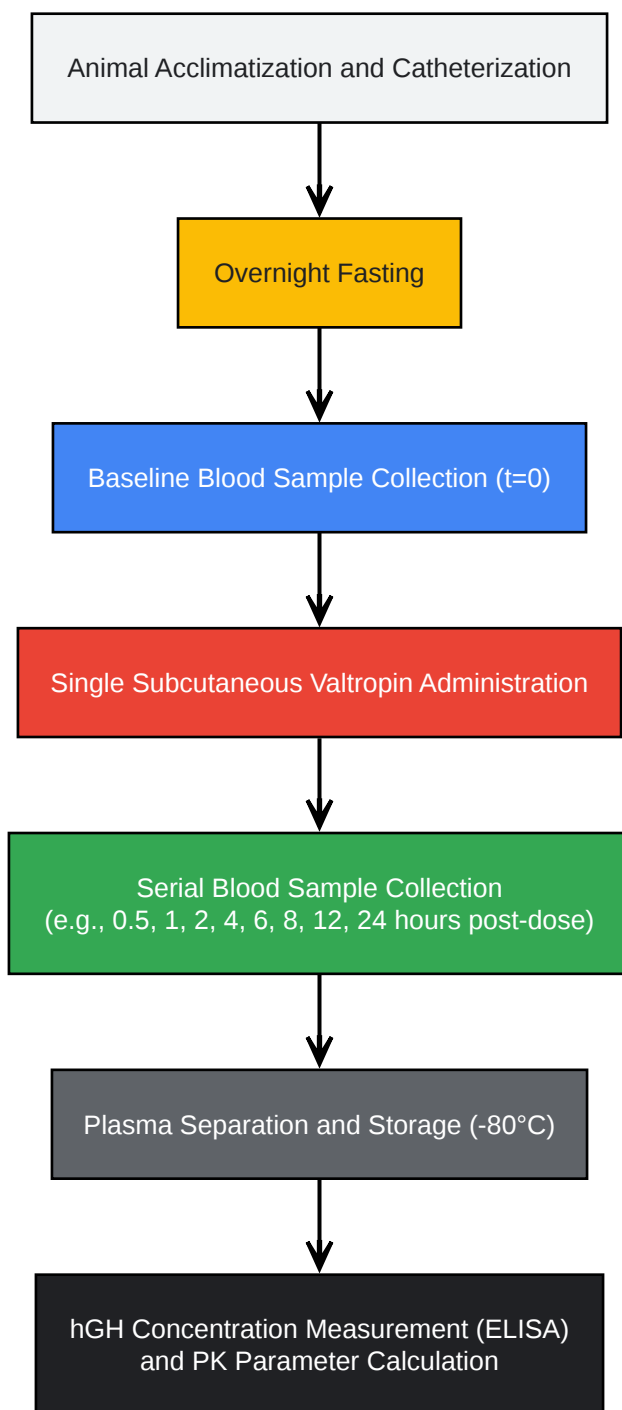 Animal Acclimatization and Catheterization
Overnight Fasting
Baseline Blood Sample Collection (t=0)
Single Subcutaneous Valtropin Administration
Serial Blood Sample Collection
(e.g., 0.5, 1, 2, 4, 6, 8, 12, 24 hours post-dose)
Plasma Separation and Storage (-80°C)
hGH Concentration Measurement (ELISA)
and PK Parameter Calculation